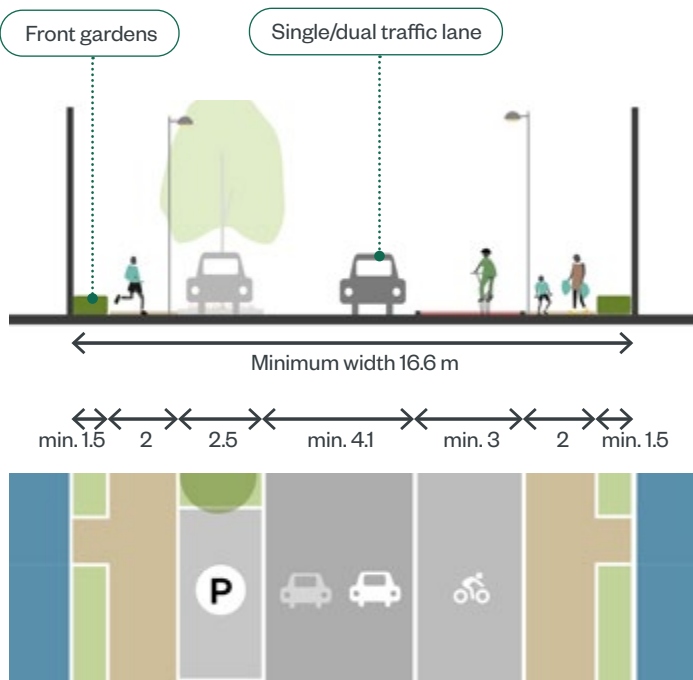 Front gardens
Single/dual traffic lane
Minimum width 16.6 m
min. 1.5 2 2.5 min. 4.1 min. 3 2 min. 1.5
P